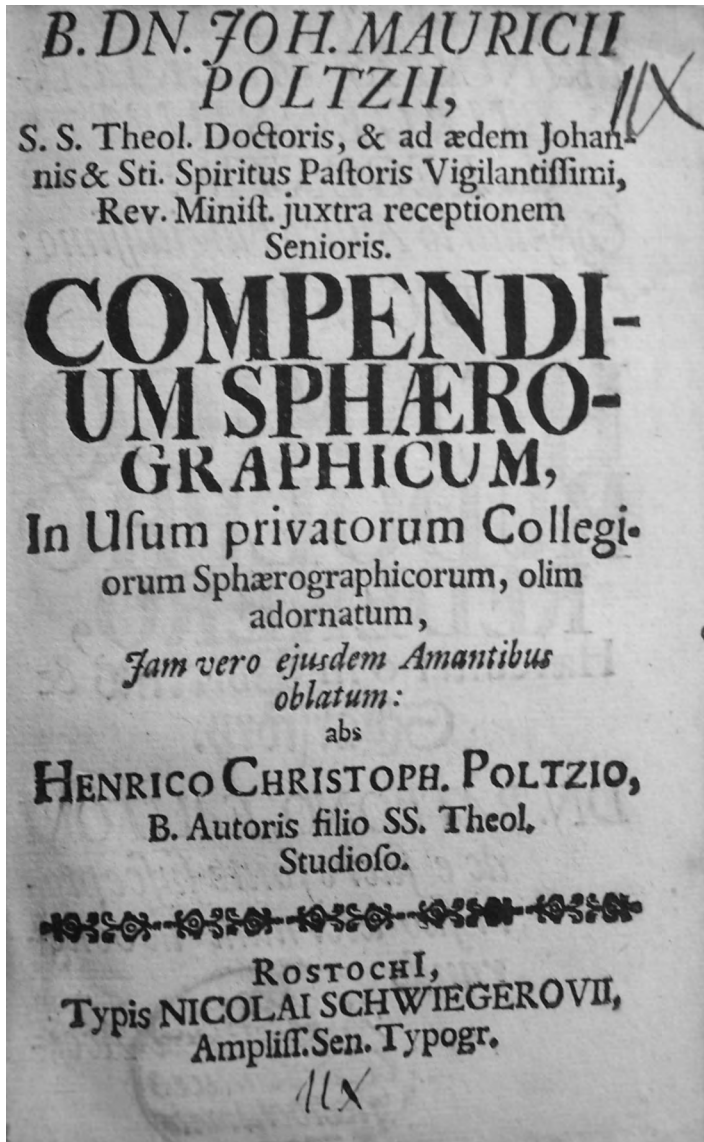 B. DN. JOH. MAURICII
POLTZII,
S. S. Theol. Doctoris, & ad ædem Johan-
nis & Sti. Spiritus Paſtoris Vigilantiſſimi,
Rev. Miniſt. juxtra receptionem
Senioris.
COMPENDI-
UM SPHÆRO-
GRAPHICUM,
In Uſum privatorum Collegi-
orum Sphærographicorum, olim
adornatum,
Jam vero ejusdem Amantibus
oblatum:
abs
HENRICO CHRISTOPH. POLTZIO,
B. Autoris filio SS. Theol.
Studioſo.
ROSTOCHI,
Typis NICOLAI SCHWIEGEROVII,
Ampliſſ. Sen. Typogr.